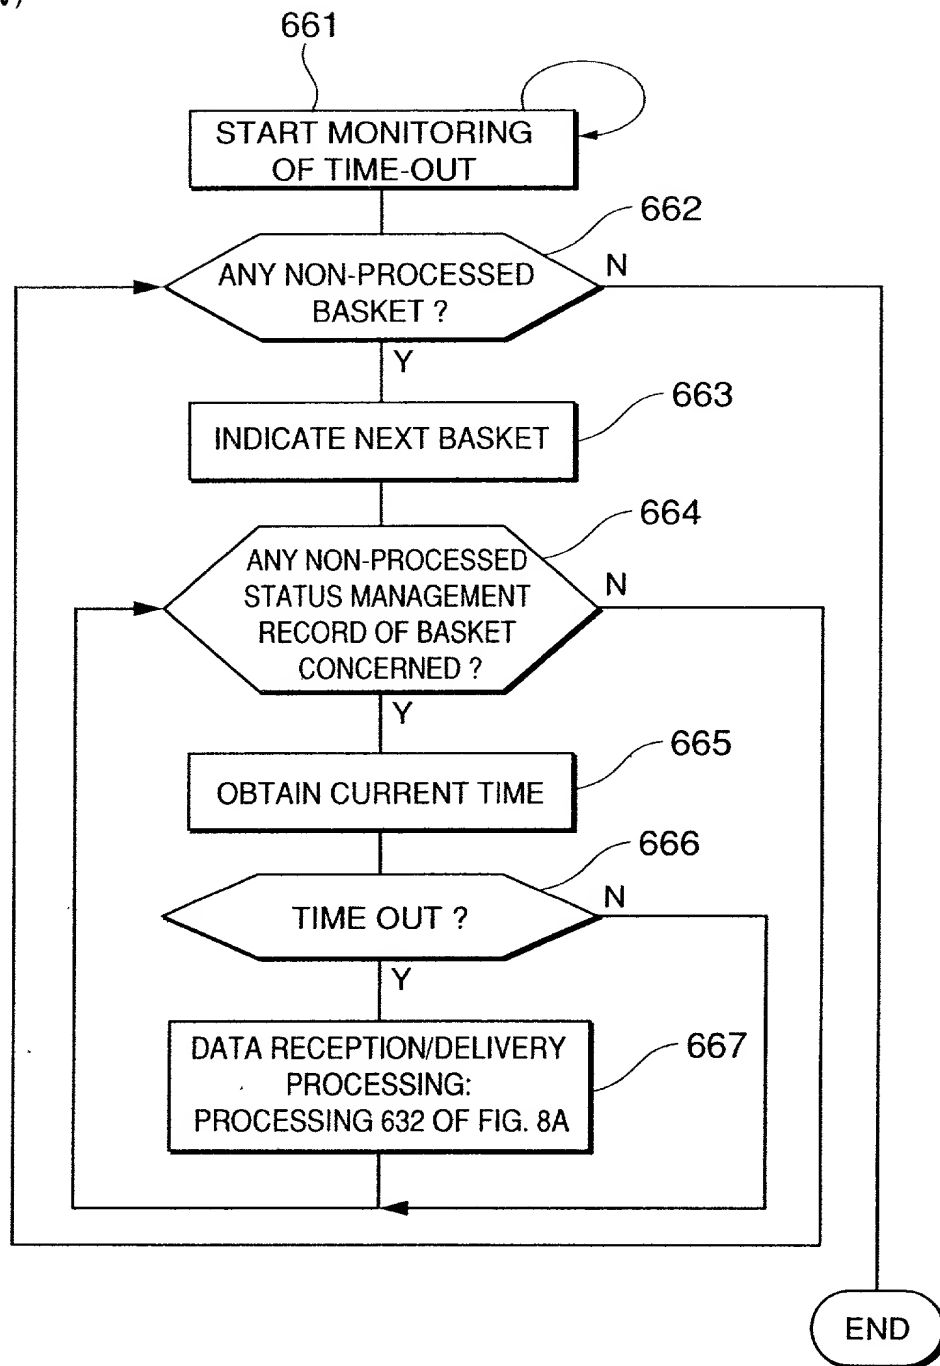 661
START MONITORING
OF TIME-OUT
662
ANY NON-PROCESSED
BASKET ?
N
Y
663
INDICATE NEXT BASKET
664
ANY NON-PROCESSED
STATUS MANAGEMENT
RECORD OF BASKET
CONCERNED ?
N
Y
665
OBTAIN CURRENT TIME
666
TIME OUT ?
N
Y
667
DATA RECEPTION/DELIVERY
PROCESSING:
PROCESSING 632 OF FIG. 8A
END